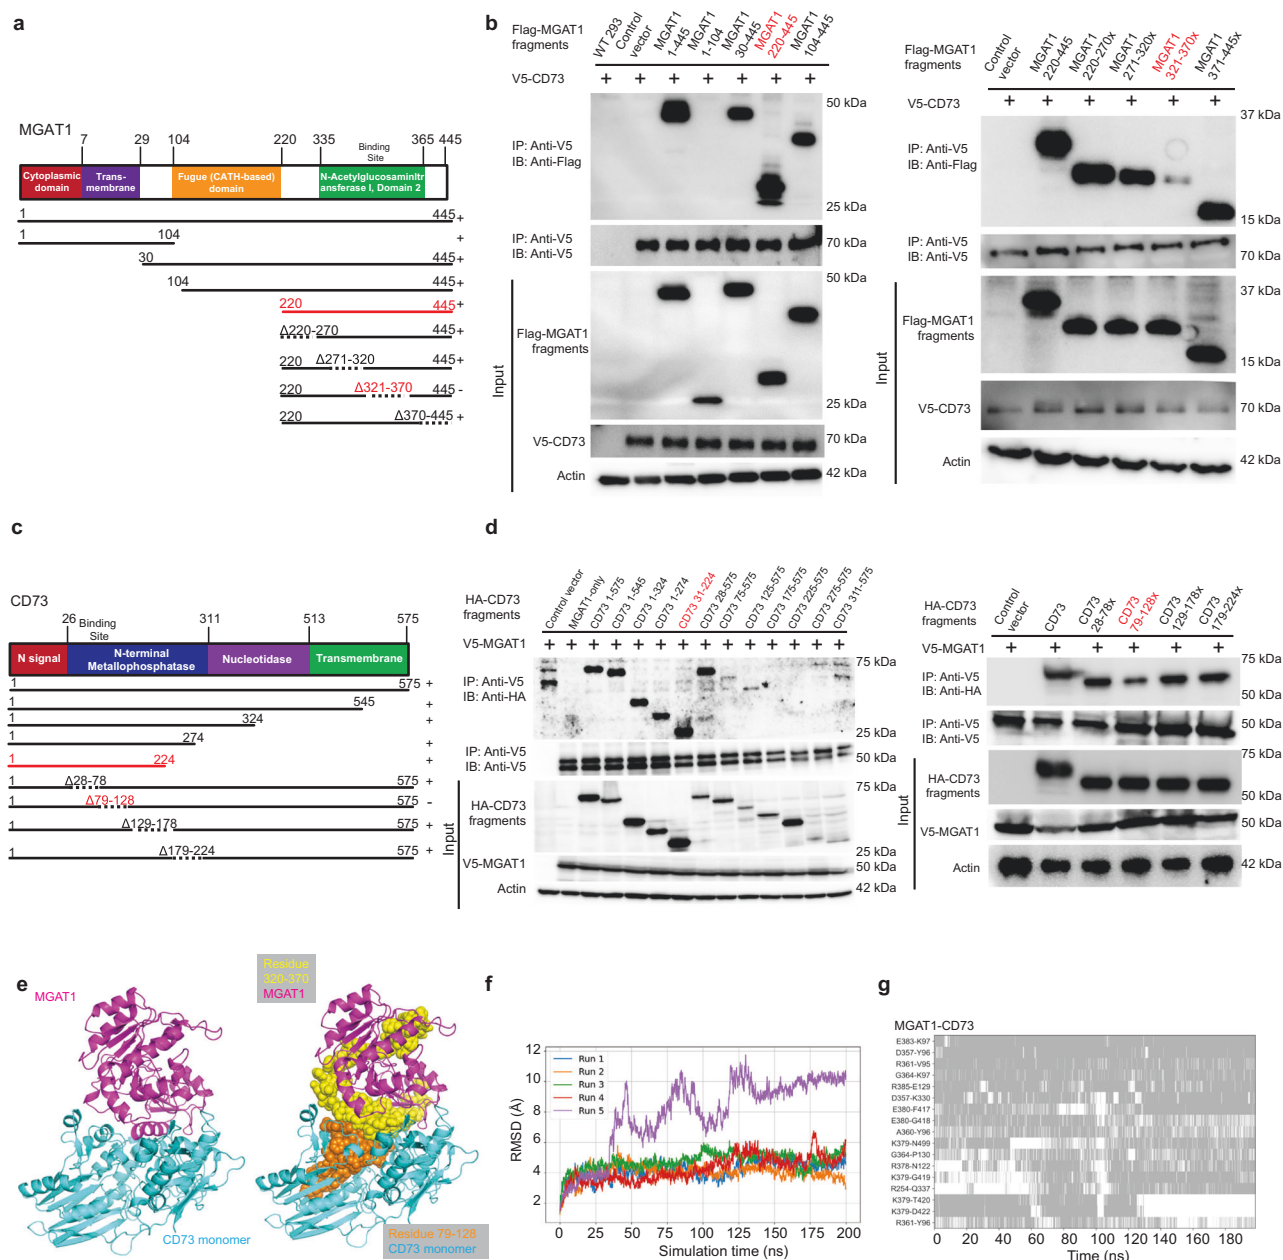 a
MGAT1
7
29
104
220
335
Binding
Site
365
445
Cytoplasmic
domain
Trans-
membrane
Fugue (CATH-based)
domain
N-Acetylglucosaminltr
ansferase I, Domain 2
1
445
+
1
104
+
30
445
+
104
445
+
220
445
+
Δ220-270
445
+
220
Δ271-320
445
+
220
Δ321-370
445
-
220
Δ370-445
+
b
Flag-MGAT1
fragments
WT 293
Control
vector
MGAT1
1-445
MGAT1
1-104
MGAT1
30-445
MGAT1
220-445
MGAT1
104-445
V5-CD73
+ + + + + + +
IP: Anti-V5
IB: Anti-Flag
50 kDa
25 kDa
IP: Anti-V5
IB: Anti-V5
70 kDa
Input
Flag-MGAT1
fragments
50 kDa
25 kDa
V5-CD73
70 kDa
Actin
42 kDa
Flag-MGAT1
fragments
Control
vector
MGAT1
220-445
MGAT1
220-270x
MGAT1
271-320x
MGAT1
321-370x
MGAT1
371-445x
V5-CD73
+ + + + + +
IP: Anti-V5
IB: Anti-Flag
37 kDa
15 kDa
IP: Anti-V5
IB: Anti-V5
70 kDa
Input
Flag-MGAT1
fragments
37 kDa
15 kDa
V5-CD73
70 kDa
Actin
42 kDa
c
CD73
26
Binding
Site
311
513
575
N signal
N-terminal
Metallophosphatase
Nucleotidase
Transmembrane
1
575
+
1
545
+
1
324
+
1
274
+
1
224
+
1
Δ28-78
575
+
1
Δ79-128
575
-
1
Δ129-178
575
+
1
Δ179-224
575
+
d
HA-CD73
fragments
Control vector
MGAT1-only
CD73 1-575
CD73 1-545
CD73 1-324
CD73 1-274
CD73 31-224
CD73 28-575
CD73 75-575
CD73 125-575
CD73 175-575
CD73 225-575
CD73 275-575
CD73 311-575
V5-MGAT1
+ + + + + + + + + + + + + +
IP: Anti-V5
IB: Anti-HA
75 kDa
25 kDa
IP: Anti-V5
IB: Anti-V5
50 kDa
Input
HA-CD73
fragments
75 kDa
25 kDa
V5-MGAT1
50 kDa
Actin
42 kDa
HA-CD73
fragments
Control
vector
CD73
CD73
28-78x
CD73
79-128x
CD73
129-178x
CD73
179-224x
V5-MGAT1
+ + + + + +
IP: Anti-V5
IB: Anti-HA
75 kDa
50 kDa
IP: Anti-V5
IB: Anti-V5
50 kDa
Input
HA-CD73
fragments
75 kDa
50 kDa
V5-MGAT1
50 kDa
Actin
42 kDa
e
MGAT1
CD73 monomer
Residue
320-370
MGAT1
Residue 79-128
CD73 monomer
f
RMSD (Å)
12
10
8
6
4
2
Run 1
Run 2
Run 3
Run 4
Run 5
0 25 50 75 100 125 150 175 200
Simulation time (ns)
g
MGAT1-CD73
E383-K97
D357-Y96
R361-V95
G364-K97
R385-E129
D357-K330
E380-F417
E380-G418
A360-Y96
K379-N499
G364-P130
R378-N122
K379-G419
R254-Q337
K379-T420
K379-D422
R361-Y96
0 20 40 60 80 100 120 140 160 180
Time (ns)